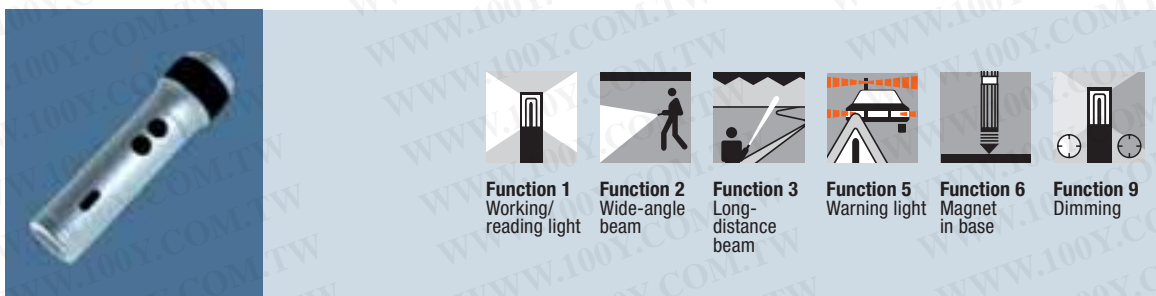 Function 1
Working/
reading light
Function 2
Wide-angle
beam
Function 3
Long-
distance
beam
Function 5
Warning light
Function 6
Magnet
in base
Function 9
Dimming
WWW.100Y.COM.TW